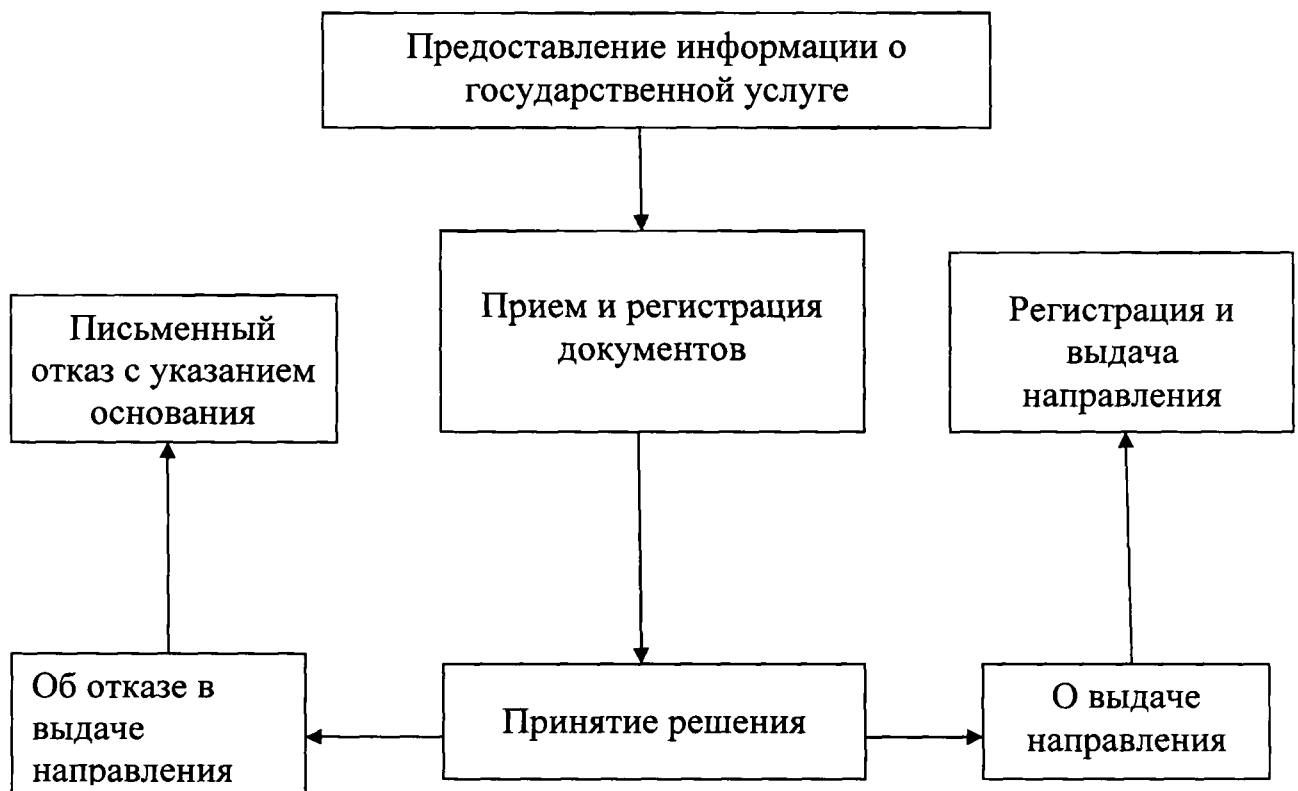 Предоставление информации о
государственной услуге
Прием и регистрация
документов
Регистрация и
выдача
направления
Письменный
отказ с указанием
основания
Об отказе в
выдаче
направления
Принятие решения
О выдаче
направления